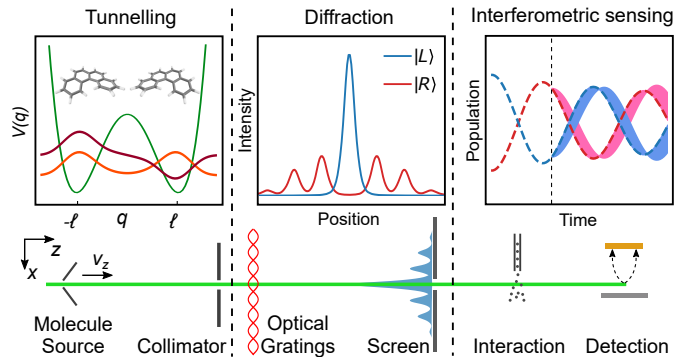 Tunnelling
Diffraction
Interferometric sensing
V(q)
-ℓ
q
ℓ
Intensity
|L⟩
|R⟩
Position
Population
Time
z
x
v_z
Molecule
Source
Collimator
Optical
Gratings
Screen
Interaction
Detection